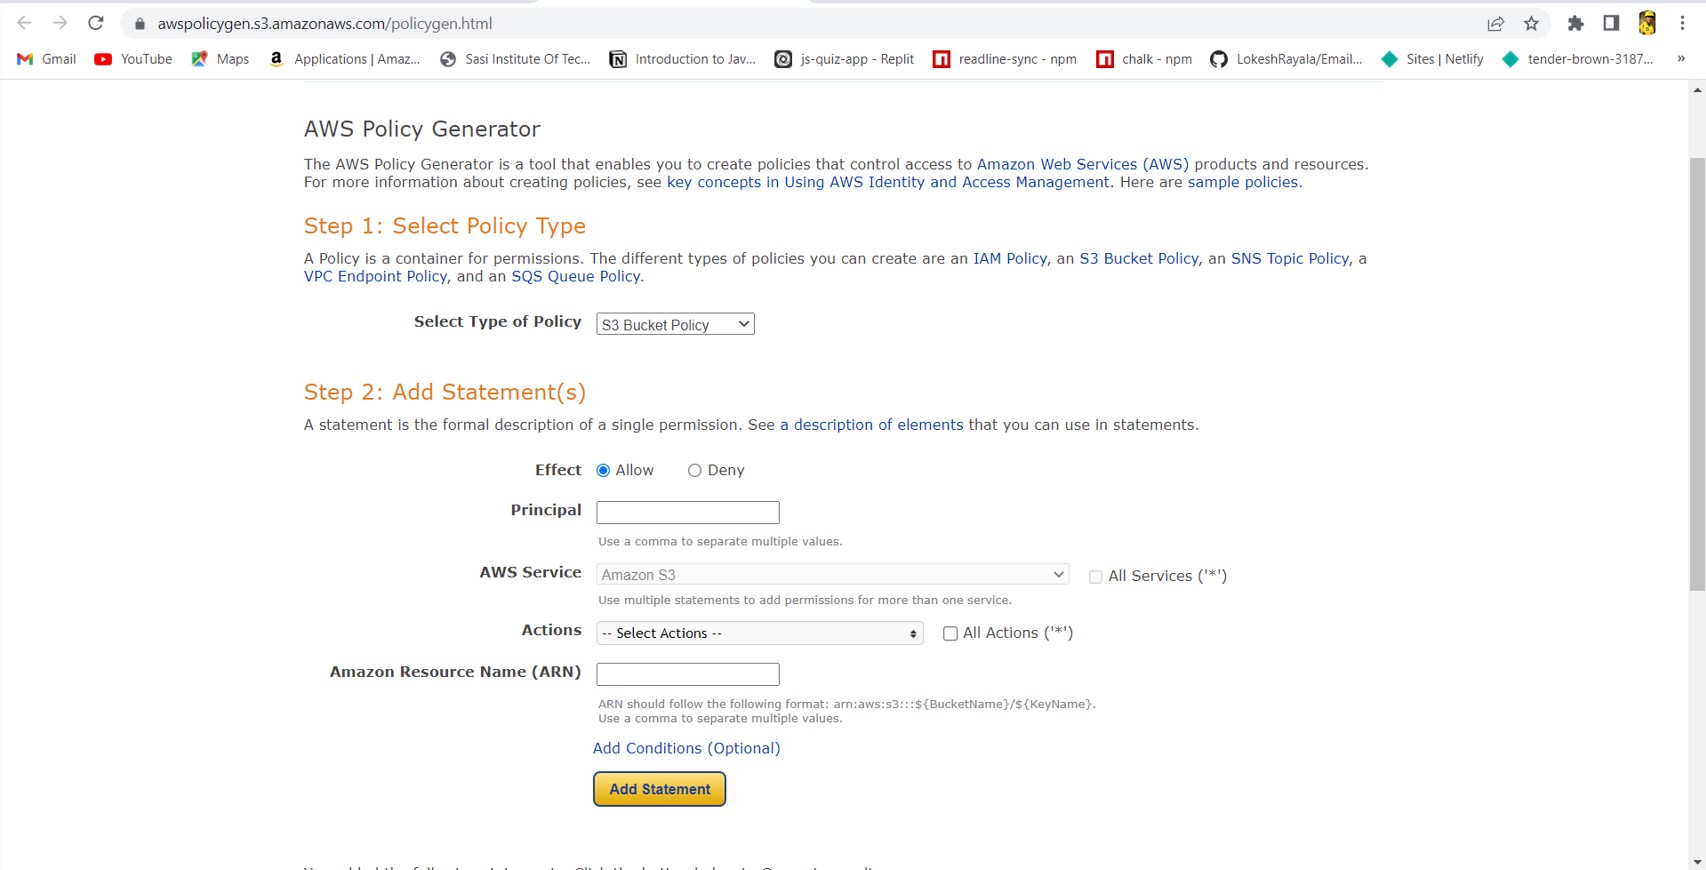 awspolicygen.s3.amazonaws.com/policygen.html
Gmail YouTube Maps a Applications | Amaz... Sasi Institute Of Tec... Introduction to Jav... js-quiz-app - Replit readline-sync - npm chalk - npm LokeshRayala/Email... Sites | Netlify tender-brown-3187... »
AWS Policy Generator
The AWS Policy Generator is a tool that enables you to create policies that control access to Amazon Web Services (AWS) products and resources.
For more information about creating policies, see key concepts in Using AWS Identity and Access Management. Here are sample policies.
Step 1: Select Policy Type
A Policy is a container for permissions. The different types of policies you can create are an IAM Policy, an S3 Bucket Policy, an SNS Topic Policy, a
VPC Endpoint Policy, and an SQS Queue Policy.
Select Type of Policy S3 Bucket Policy
Step 2: Add Statement(s)
A statement is the formal description of a single permission. See a description of elements that you can use in statements.
Effect Allow Deny
Principal
Use a comma to separate multiple values.
AWS Service Amazon S3 All Services ('*')
Use multiple statements to add permissions for more than one service.
Actions -- Select Actions -- All Actions ('*')
Amazon Resource Name (ARN)
ARN should follow the following format: arn:aws:s3:::${BucketName}/${KeyName}.
Use a comma to separate multiple values.
Add Conditions (Optional)
Add Statement